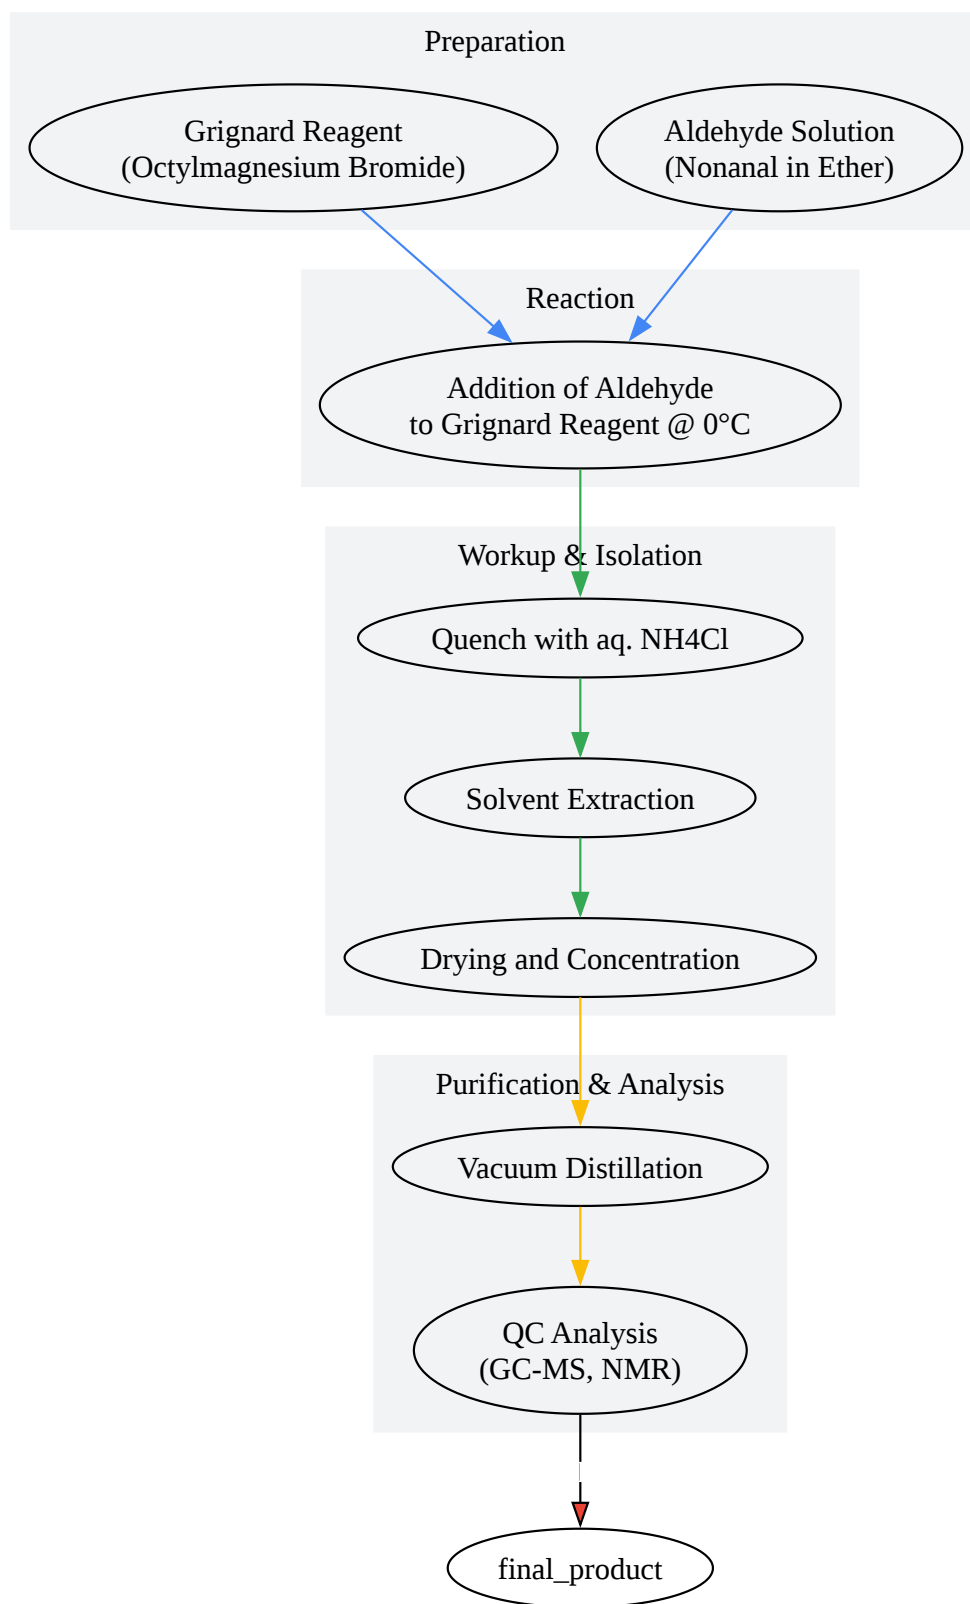 Preparation
Grignard Reagent
(Octylmagnesium Bromide)
Aldehyde Solution
(Nonanal in Ether)
Reaction
Addition of Aldehyde
to Grignard Reagent @ 0°C
Workup & Isolation
Quench with aq. NH4Cl
Solvent Extraction
Drying and Concentration
Purification & Analysis
Vacuum Distillation
QC Analysis
(GC-MS, NMR)
final_product